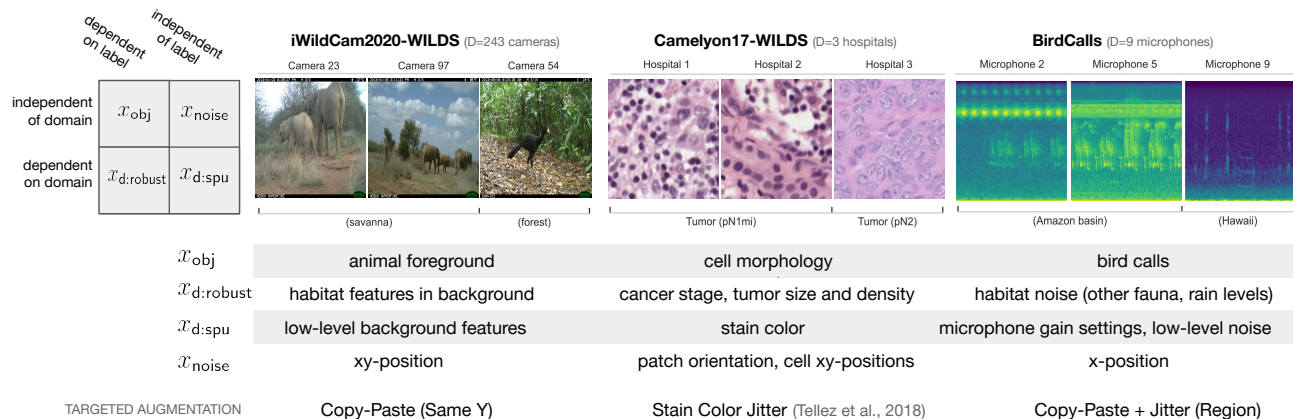 dependent
on label
independent
of label
independent
of domain
dependent
on domain
x_obj x_noise
x_d:robust x_d:spu
iWildCam2020-WILDS (D=243 cameras)
Camera 23 Camera 97 Camera 54
(savanna) (forest)
Camelyon17-WILDS (D=3 hospitals)
Hospital 1 Hospital 2 Hospital 3
Tumor (pN1mi) Tumor (pN2)
BirdCalls (D=9 microphones)
Microphone 2 Microphone 5 Microphone 9
(Amazon basin) (Hawaii)
x_obj animal foreground cell morphology bird calls
x_d:robust habitat features in background cancer stage, tumor size and density habitat noise (other fauna, rain levels)
x_d:spu low-level background features stain color microphone gain settings, low-level noise
x_noise xy-position patch orientation, cell xy-positions x-position
TARGETED AUGMENTATION Copy-Paste (Same Y) Stain Color Jitter (Tellez et al., 2018) Copy-Paste + Jitter (Region)